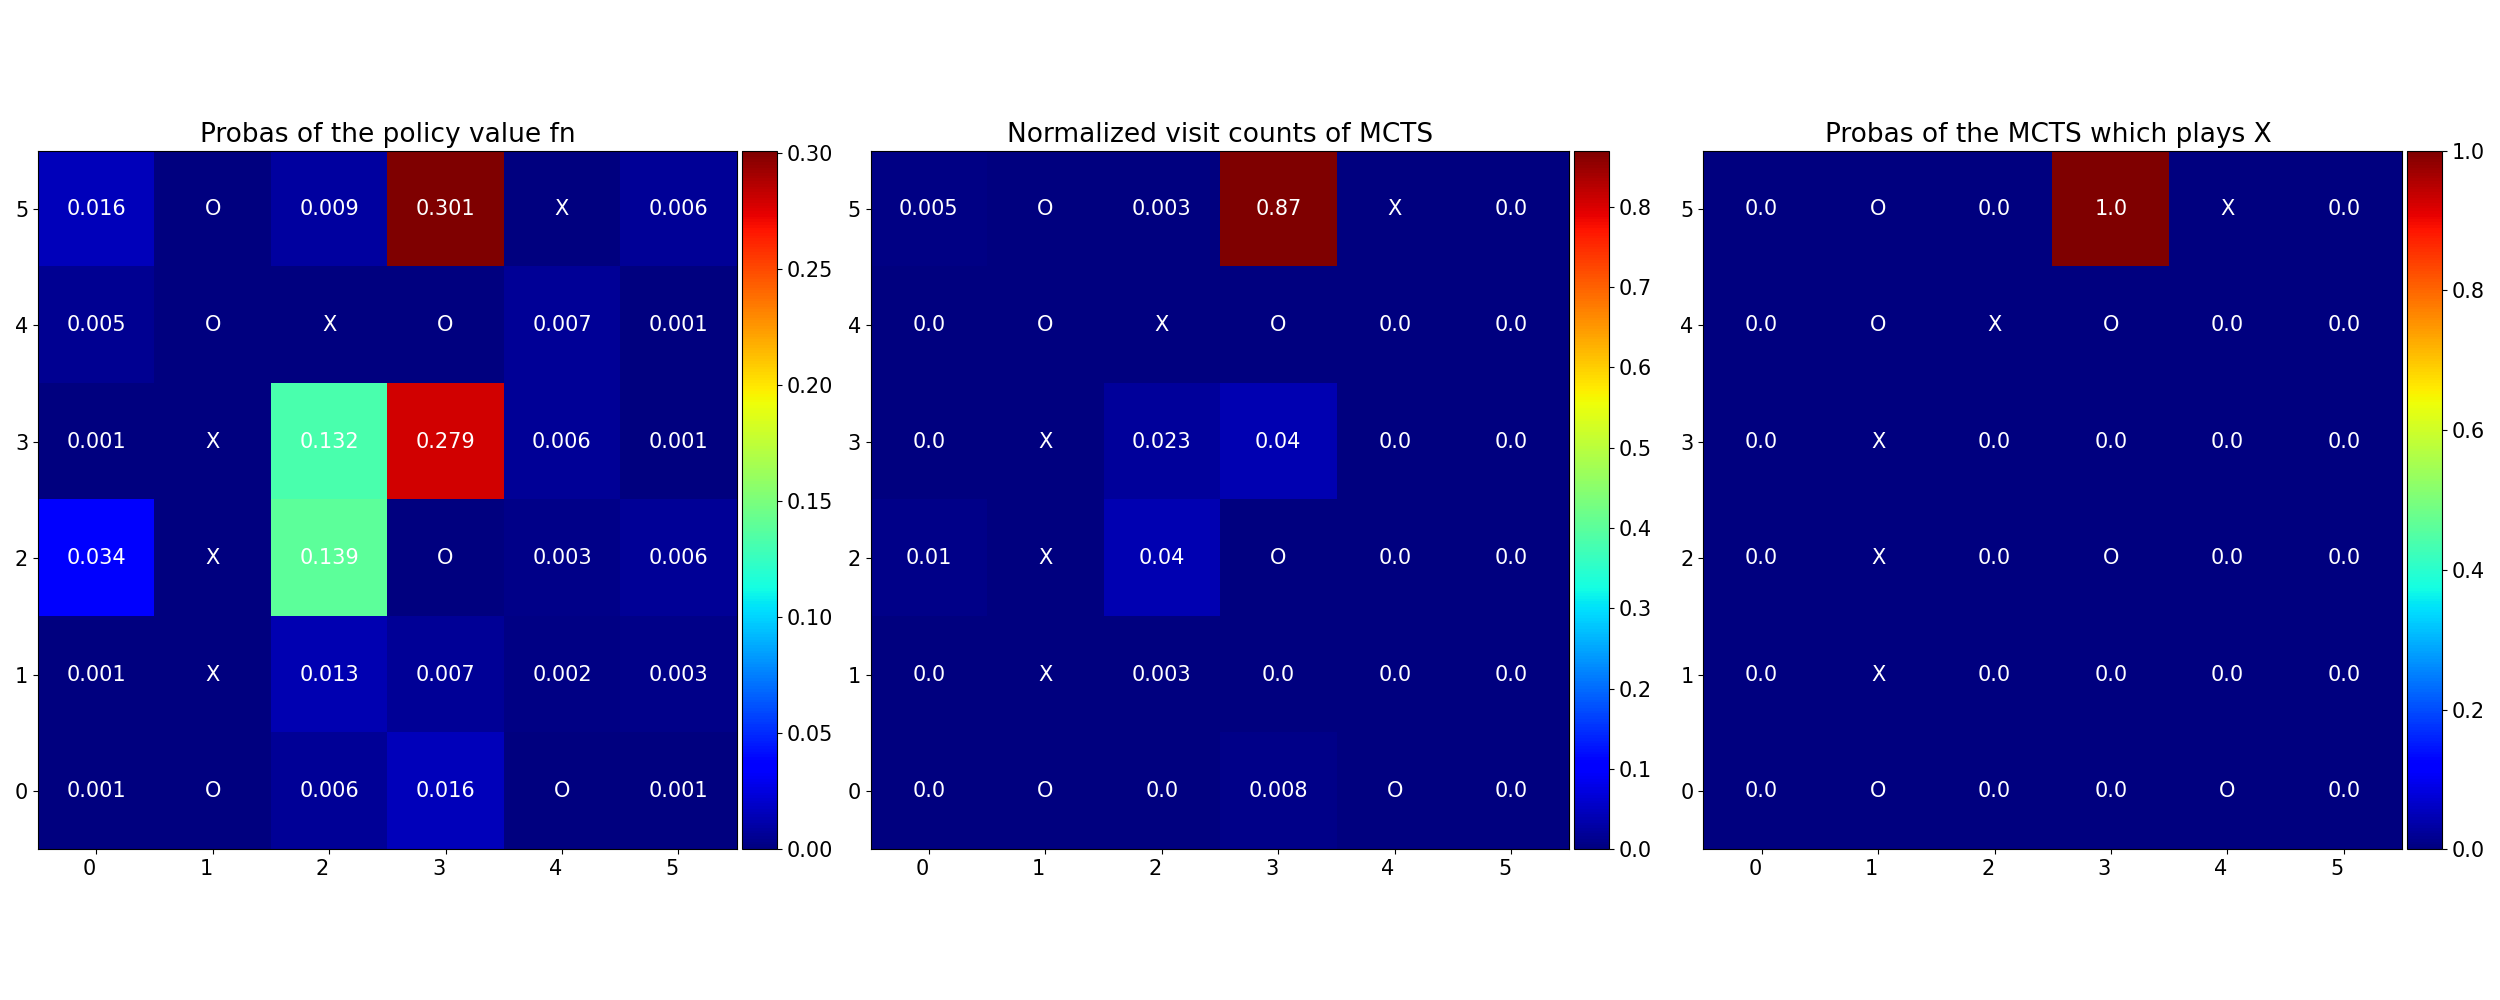 Probas of the policy value fn
5 0.016 O 0.009 0.301 X 0.006
4 0.005 O X O 0.007 0.001
3 0.001 X 0.132 0.279 0.006 0.001
2 0.034 X 0.139 O 0.003 0.006
1 0.001 X 0.013 0.007 0.002 0.003
0 0.001 O 0.006 0.016 O 0.001
0 1 2 3 4 5
0.30
0.25
0.20
0.15
0.10
0.05
0.00
Normalized visit counts of MCTS
5 0.005 O 0.003 0.87 X 0.0
4 0.0 O X O 0.0 0.0
3 0.0 X 0.023 0.04 0.0 0.0
2 0.01 X 0.04 O 0.0 0.0
1 0.0 X 0.003 0.0 0.0 0.0
0 0.0 O 0.0 0.008 O 0.0
0 1 2 3 4 5
0.8
0.7
0.6
0.5
0.4
0.3
0.2
0.1
0.0
Probas of the MCTS which plays X
5 0.0 O 0.0 1.0 X 0.0
4 0.0 O X O 0.0 0.0
3 0.0 X 0.0 0.0 0.0 0.0
2 0.0 X 0.0 O 0.0 0.0
1 0.0 X 0.0 0.0 0.0 0.0
0 0.0 O 0.0 0.0 O 0.0
0 1 2 3 4 5
1.0
0.8
0.6
0.4
0.2
0.0